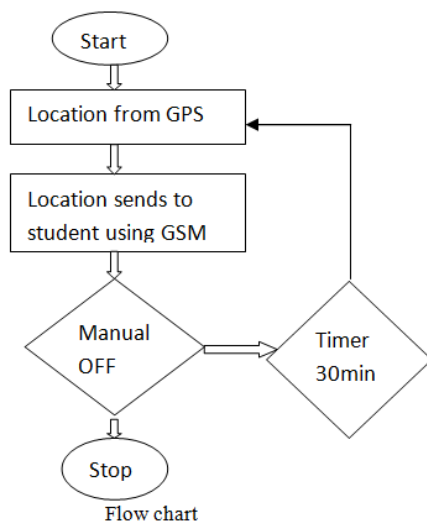 Start
Location from GPS
Location sends to
student using GSM
Manual
OFF
Timer
30min
Stop
Flow chart